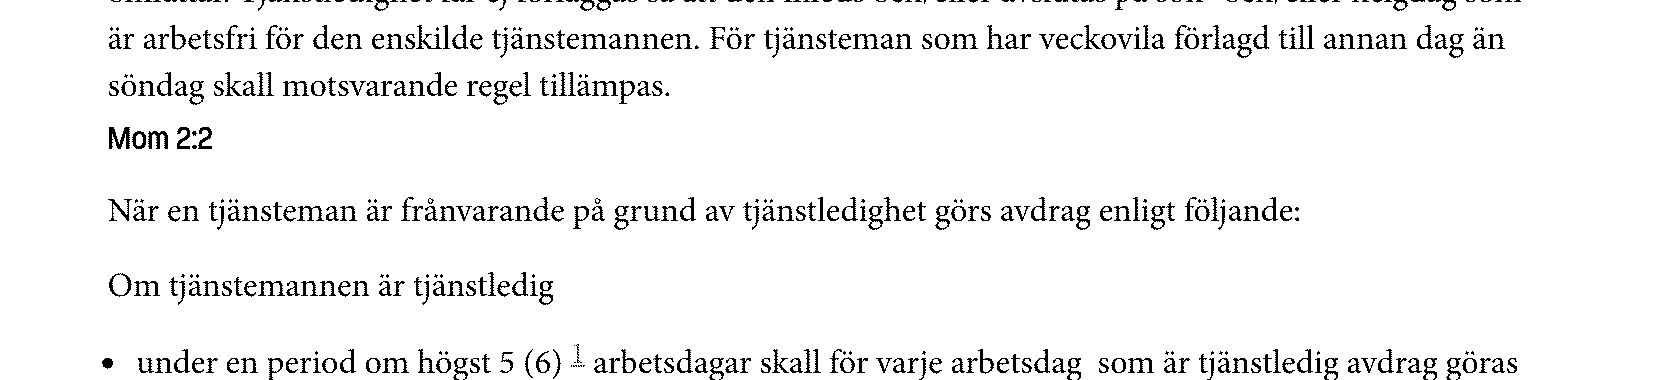 är arbetsfri för den enskilde tjänstemannen. För tjänsteman som har veckovila förlagd till annan dag än
söndag skall motsvarande regel tillämpas.
Mom 2:2
När en tjänsteman är frånvarande på grund av tjänstledighet görs avdrag enligt följande:
Om tjänstemannen är tjänstledig
• under en period om högst 5 (6) 1 arbetsdagar skall för varje arbetsdag som är tjänstledig avdrag göras